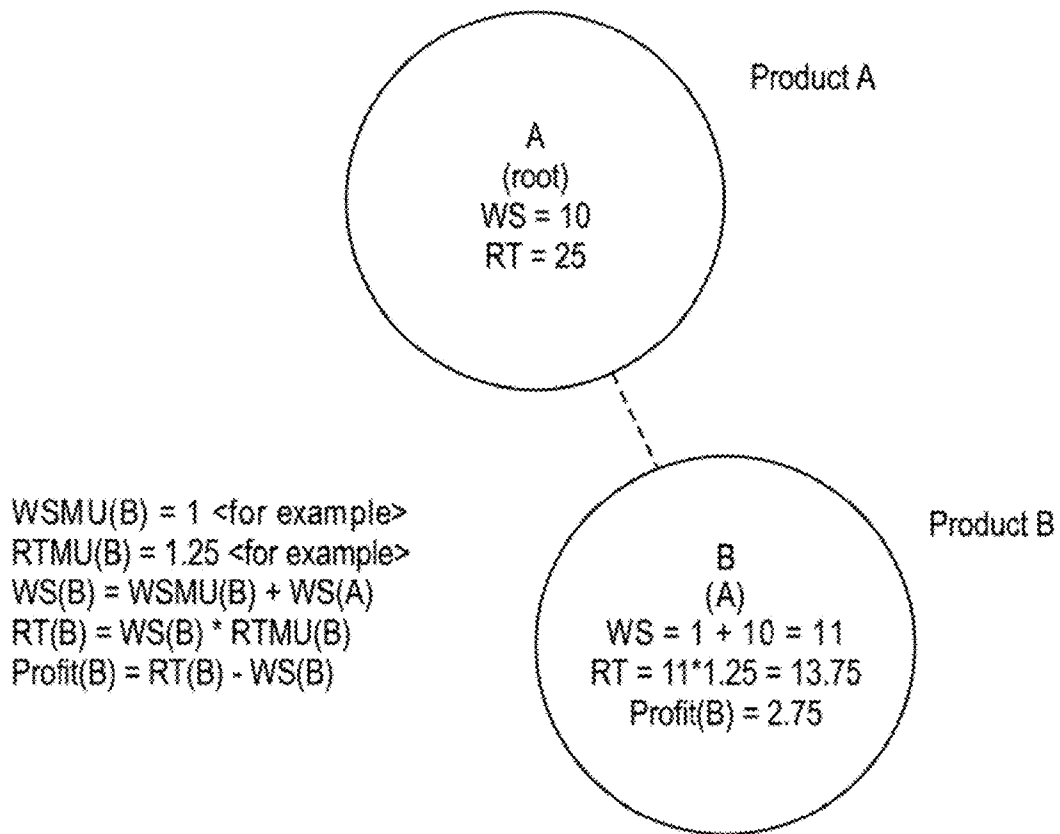 Product A
A
(root)
WS = 10
RT = 25
WSMU(B) = 1 <for example>
RTMU(B) = 1.25 <for example>
WS(B) = WSMU(B) + WS(A)
RT(B) = WS(B) * RTMU(B)
Profit(B) = RT(B) - WS(B)
Product B
B
(A)
WS = 1 + 10 = 11
RT = 11*1.25 = 13.75
Profit(B) = 2.75